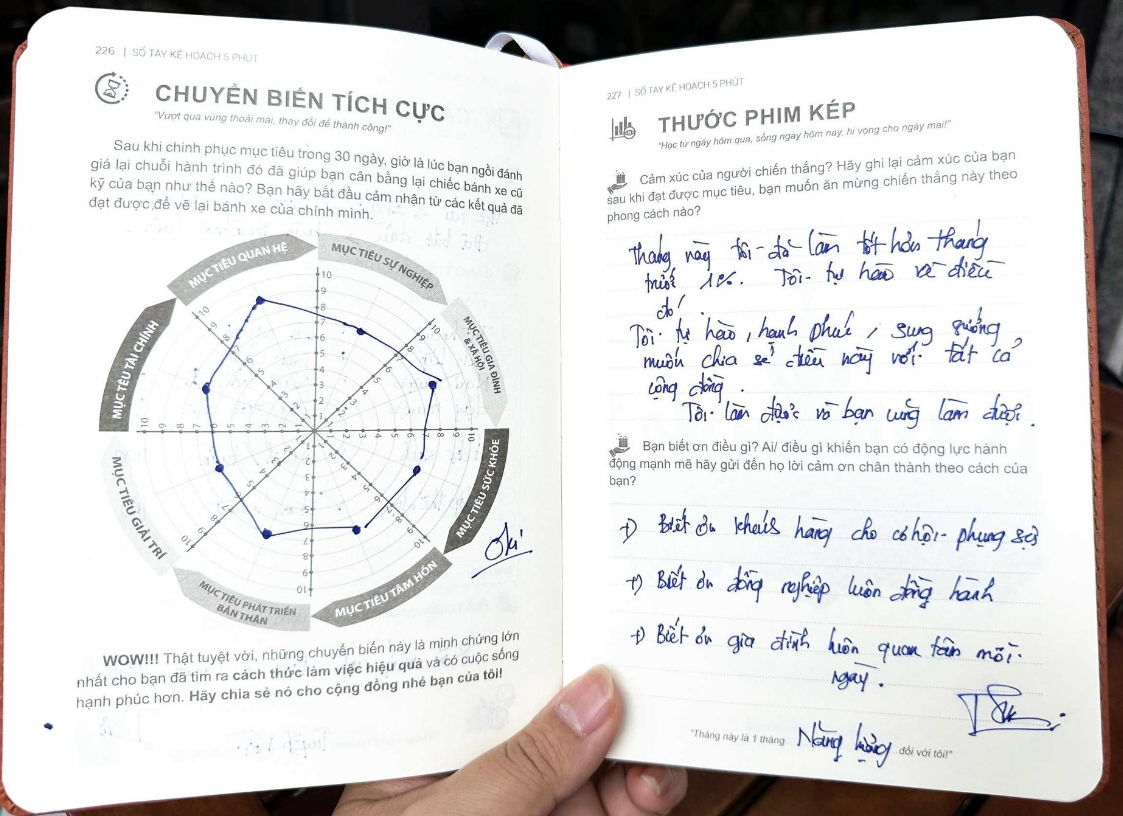 226 | SỔ TAY KẾ HOẠCH 5 PHÚT
CHUYỂN BIẾN TÍCH CỰC
"Vượt qua vùng thoải mái, thay đổi để thành công!"
Sau khi chinh phục mục tiêu trong 30 ngày, giờ là lúc bạn ngồi đánh
giá lại chuỗi hành trình đó đã giúp bạn cân bằng lại chiếc bánh xe cũ
kỹ của bạn như thế nào? Bạn hãy bắt đầu cảm nhận từ các kết quả đã
đạt được để vẽ lại bánh xe của chính mình.
MỤC TIÊU QUAN HỆ
MỤC TIÊU SỰ NGHIỆP
MỤC TIÊU GIA ĐÌNH
& XÃ HỘI
MỤC TIÊU SỨC KHỎE
MỤC TIÊU TÂM HỒN
MỤC TIÊU PHÁT TRIỂN
BẢN THÂN
MỤC TIÊU GIẢI TRÍ
MỤC TIÊU TÀI CHÍNH
Oki
WOW!!! Thật tuyệt vời, những chuyển biến này là minh chứng lớn
nhất cho bạn đã tìm ra cách thức làm việc hiệu quả và có cuộc sống
hạnh phúc hơn. Hãy chia sẻ nó cho cộng đồng nhé bạn của tôi!
227 | SỔ TAY KẾ HOẠCH 5 PHÚT
THƯỚC PHIM KÉP
"Học từ ngày hôm qua, sống ngày hôm nay, hi vọng cho ngày mai!"
Cảm xúc của người chiến thắng? Hãy ghi lại cảm xúc của bạn
sau khi đạt được mục tiêu, bạn muốn ăn mừng chiến thắng này theo
phong cách nào?
Tháng này tôi đã làm tốt hơn tháng
trước 1%. Tôi tự hào về điều
đó!
Tôi tự hào, hạnh phúc, sung sướng,
muốn chia sẻ điều này với tất cả
cộng đồng.
Tôi làm được và bạn cũng làm được.
Bạn biết ơn điều gì? Ai/ điều gì khiến bạn có động lực hành
động mạnh mẽ hãy gửi đến họ lời cảm ơn chân thành theo cách của
bạn?
+) Biết ơn khách hàng cho cơ hội phụng sự
+) Biết ơn đồng nghiệp luôn đồng hành
+) Biết ơn gia đình luôn quan tâm mỗi
ngày.
"Tháng này là 1 tháng Năng lượng đối với tôi!"